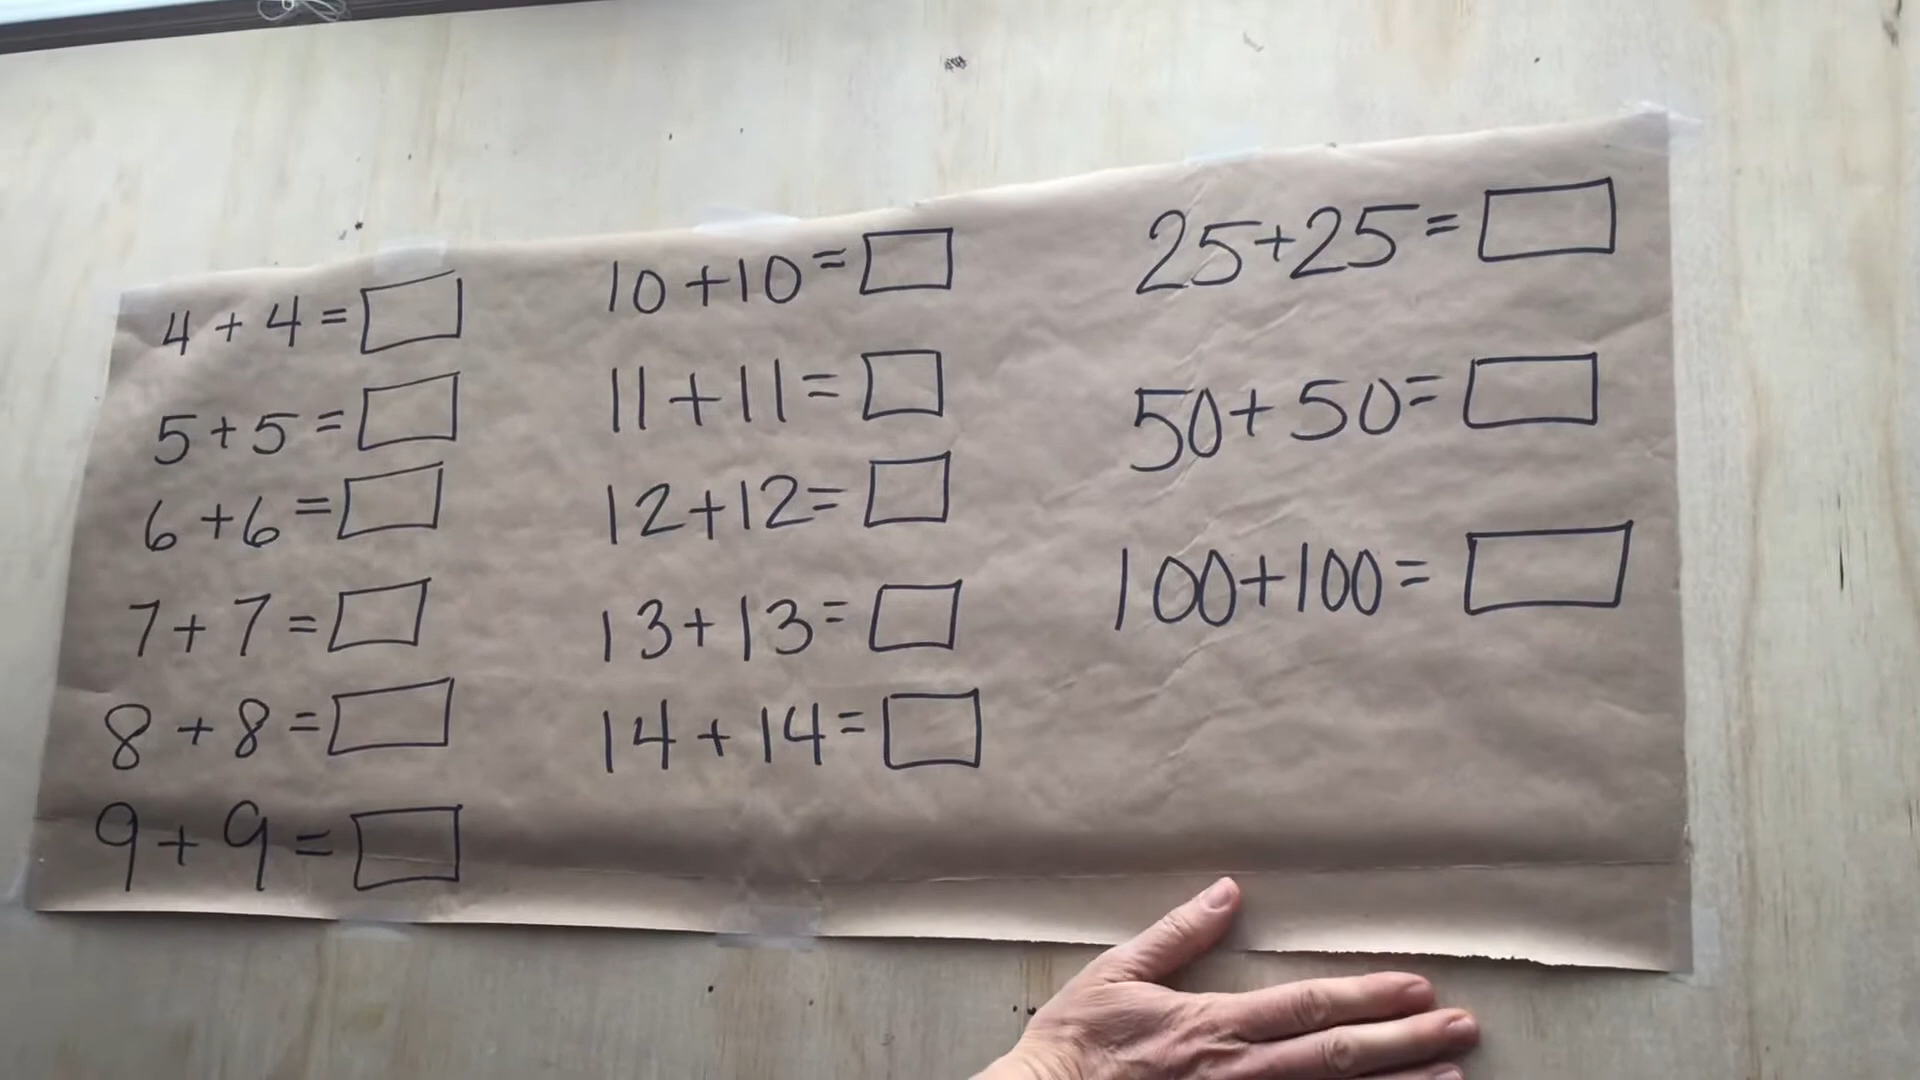 4 + 4 =
5 + 5 =
6 + 6 =
7 + 7 =
8 + 8 =
9 + 9 =
10 + 10 =
11 + 11 =
12 + 12 =
13 + 13 =
14 + 14 =
25 + 25 =
50 + 50 =
100 + 100 =